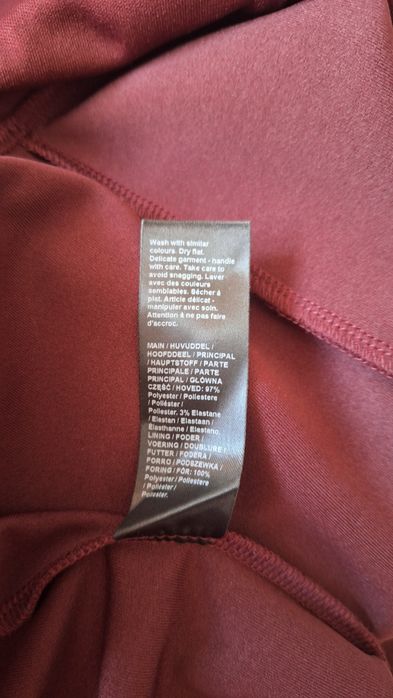 Wash with similar
colours. Dry flat.
Delicate garment - handle
with care. Take care to
avoid snagging. Laver
avec des couleurs
semblables. Sécher à
plat. Article délicat -
manipuler avec soin.
Attention à ne pas faire
d'accroc.
MAIN / HUVUDDEL /
HOOFDDEEL / PRINCIPAL
/ HAUPTSTOFF / PARTE
PRINCIPALE / PARTE
PRINCIPAL / GŁÓWNA
CZĘŚĆ / HOVED: 97%
Polyester / Poliestere
/ Poliéster /
Poliester, 3% Elastane
/ Elastan / Elastaan /
Élasthanne / Elastano.
LINING / FODER /
VOERING / DOUBLURE /
FUTTER / FODERA /
FORRO / PODSZEWKA /
FORING / FÓR: 100%
Polyester / Poliestere
/ Poliéster /
Poliester.